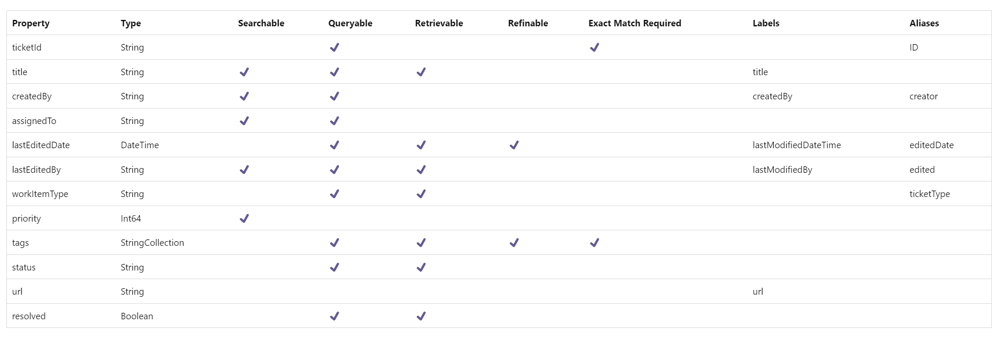 Property Type Searchable Queryable Retrievable Refinable Exact Match Required Labels Aliases
ticketId String ✔ ✔ ID
title String ✔ ✔ ✔ title
createdBy String ✔ ✔ createdBy creator
assignedTo String ✔ ✔
lastEditedDate DateTime ✔ ✔ ✔ lastModifiedDateTime editedDate
lastEditedBy String ✔ ✔ ✔ lastModifiedBy edited
workItemType String ✔ ✔ ticketType
priority Int64 ✔
tags StringCollection ✔ ✔ ✔ ✔
status String ✔ ✔
url String url
resolved Boolean ✔ ✔